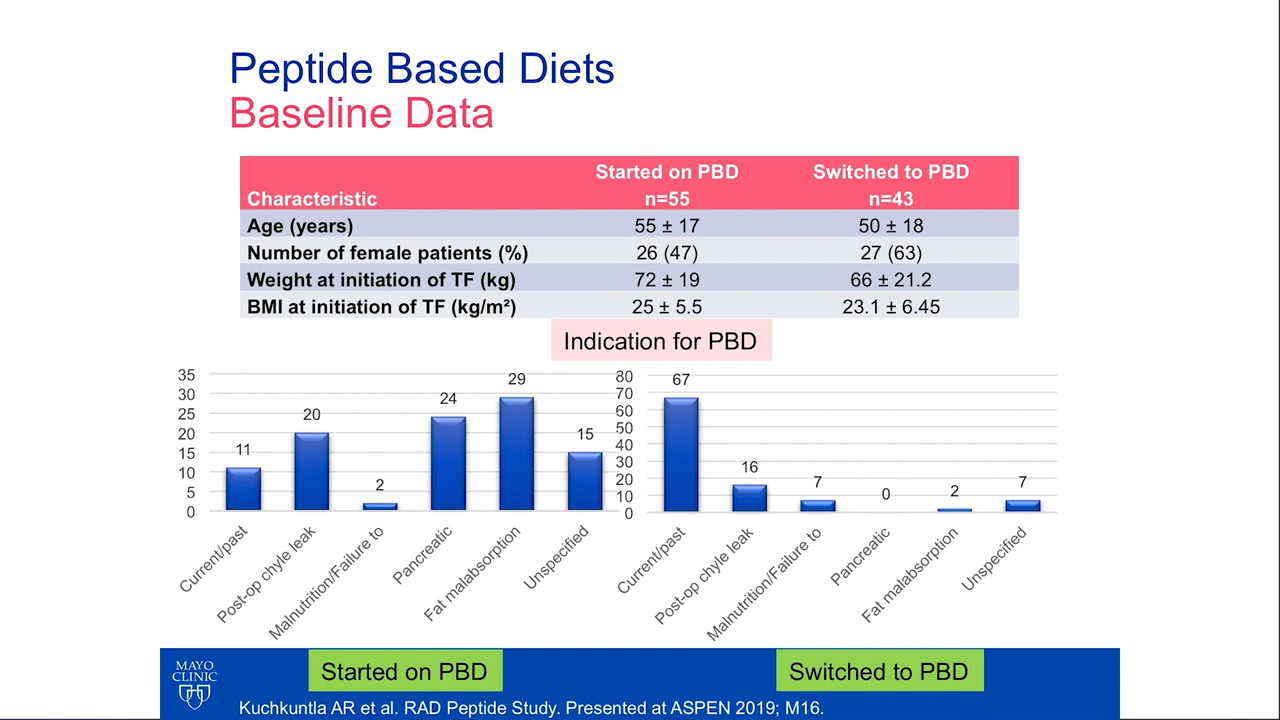 Peptide Based Diets
Baseline Data
Characteristic Started on PBD n=55 Switched to PBD n=43
Age (years) 55 ± 17 50 ± 18
Number of female patients (%) 26 (47) 27 (63)
Weight at initiation of TF (kg) 72 ± 19 66 ± 21.2
BMI at initiation of TF (kg/m²) 25 ± 5.5 23.1 ± 6.45
Indication for PBD
35
30
25
20
15
10
5
0
11
20
2
24
29
15
Current/past
Post-op chyle leak
Malnutrition/Failure to
Pancreatic
Fat malabsorption
Unspecified
80
70
60
50
40
30
20
10
0
67
16
7
0
2
7
Current/past
Post-op chyle leak
Malnutrition/Failure to
Pancreatic
Fat malabsorption
Unspecified
MAYO
CLINIC
Started on PBD
Switched to PBD
Kuchkuntla AR et al. RAD Peptide Study. Presented at ASPEN 2019; M16.